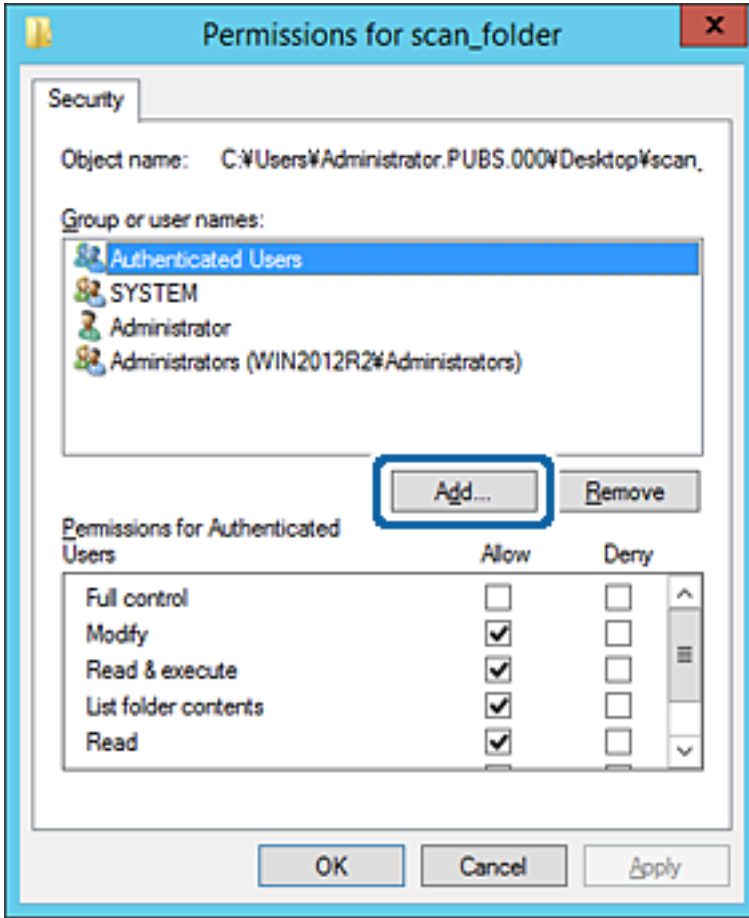 Permissions for scan_folder
x
Security
Object name: C:¥Users¥Administrator.PUBS.000¥Desktop¥scan_
Group or user names:
Authenticated Users
SYSTEM
Administrator
Administrators (WIN2012R2¥Administrators)
Add... Remove
Permissions for Authenticated
Users Allow Deny
Full control
Modify
Read & execute
List folder contents
Read
OK Cancel Apply